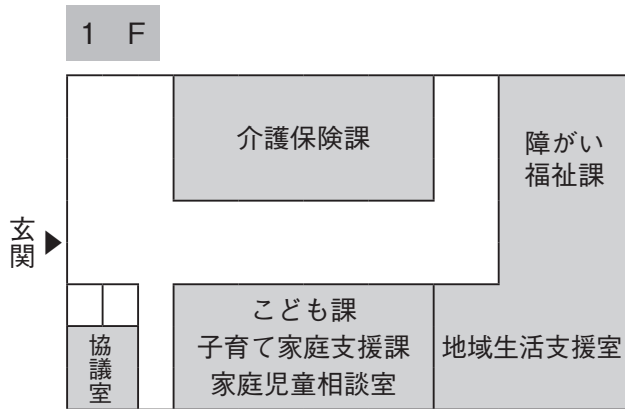 1 F
介護保険課
障がい
福祉課
玄関
こども課
子育て家庭支援課
家庭児童相談室
地域生活支援室
協議室